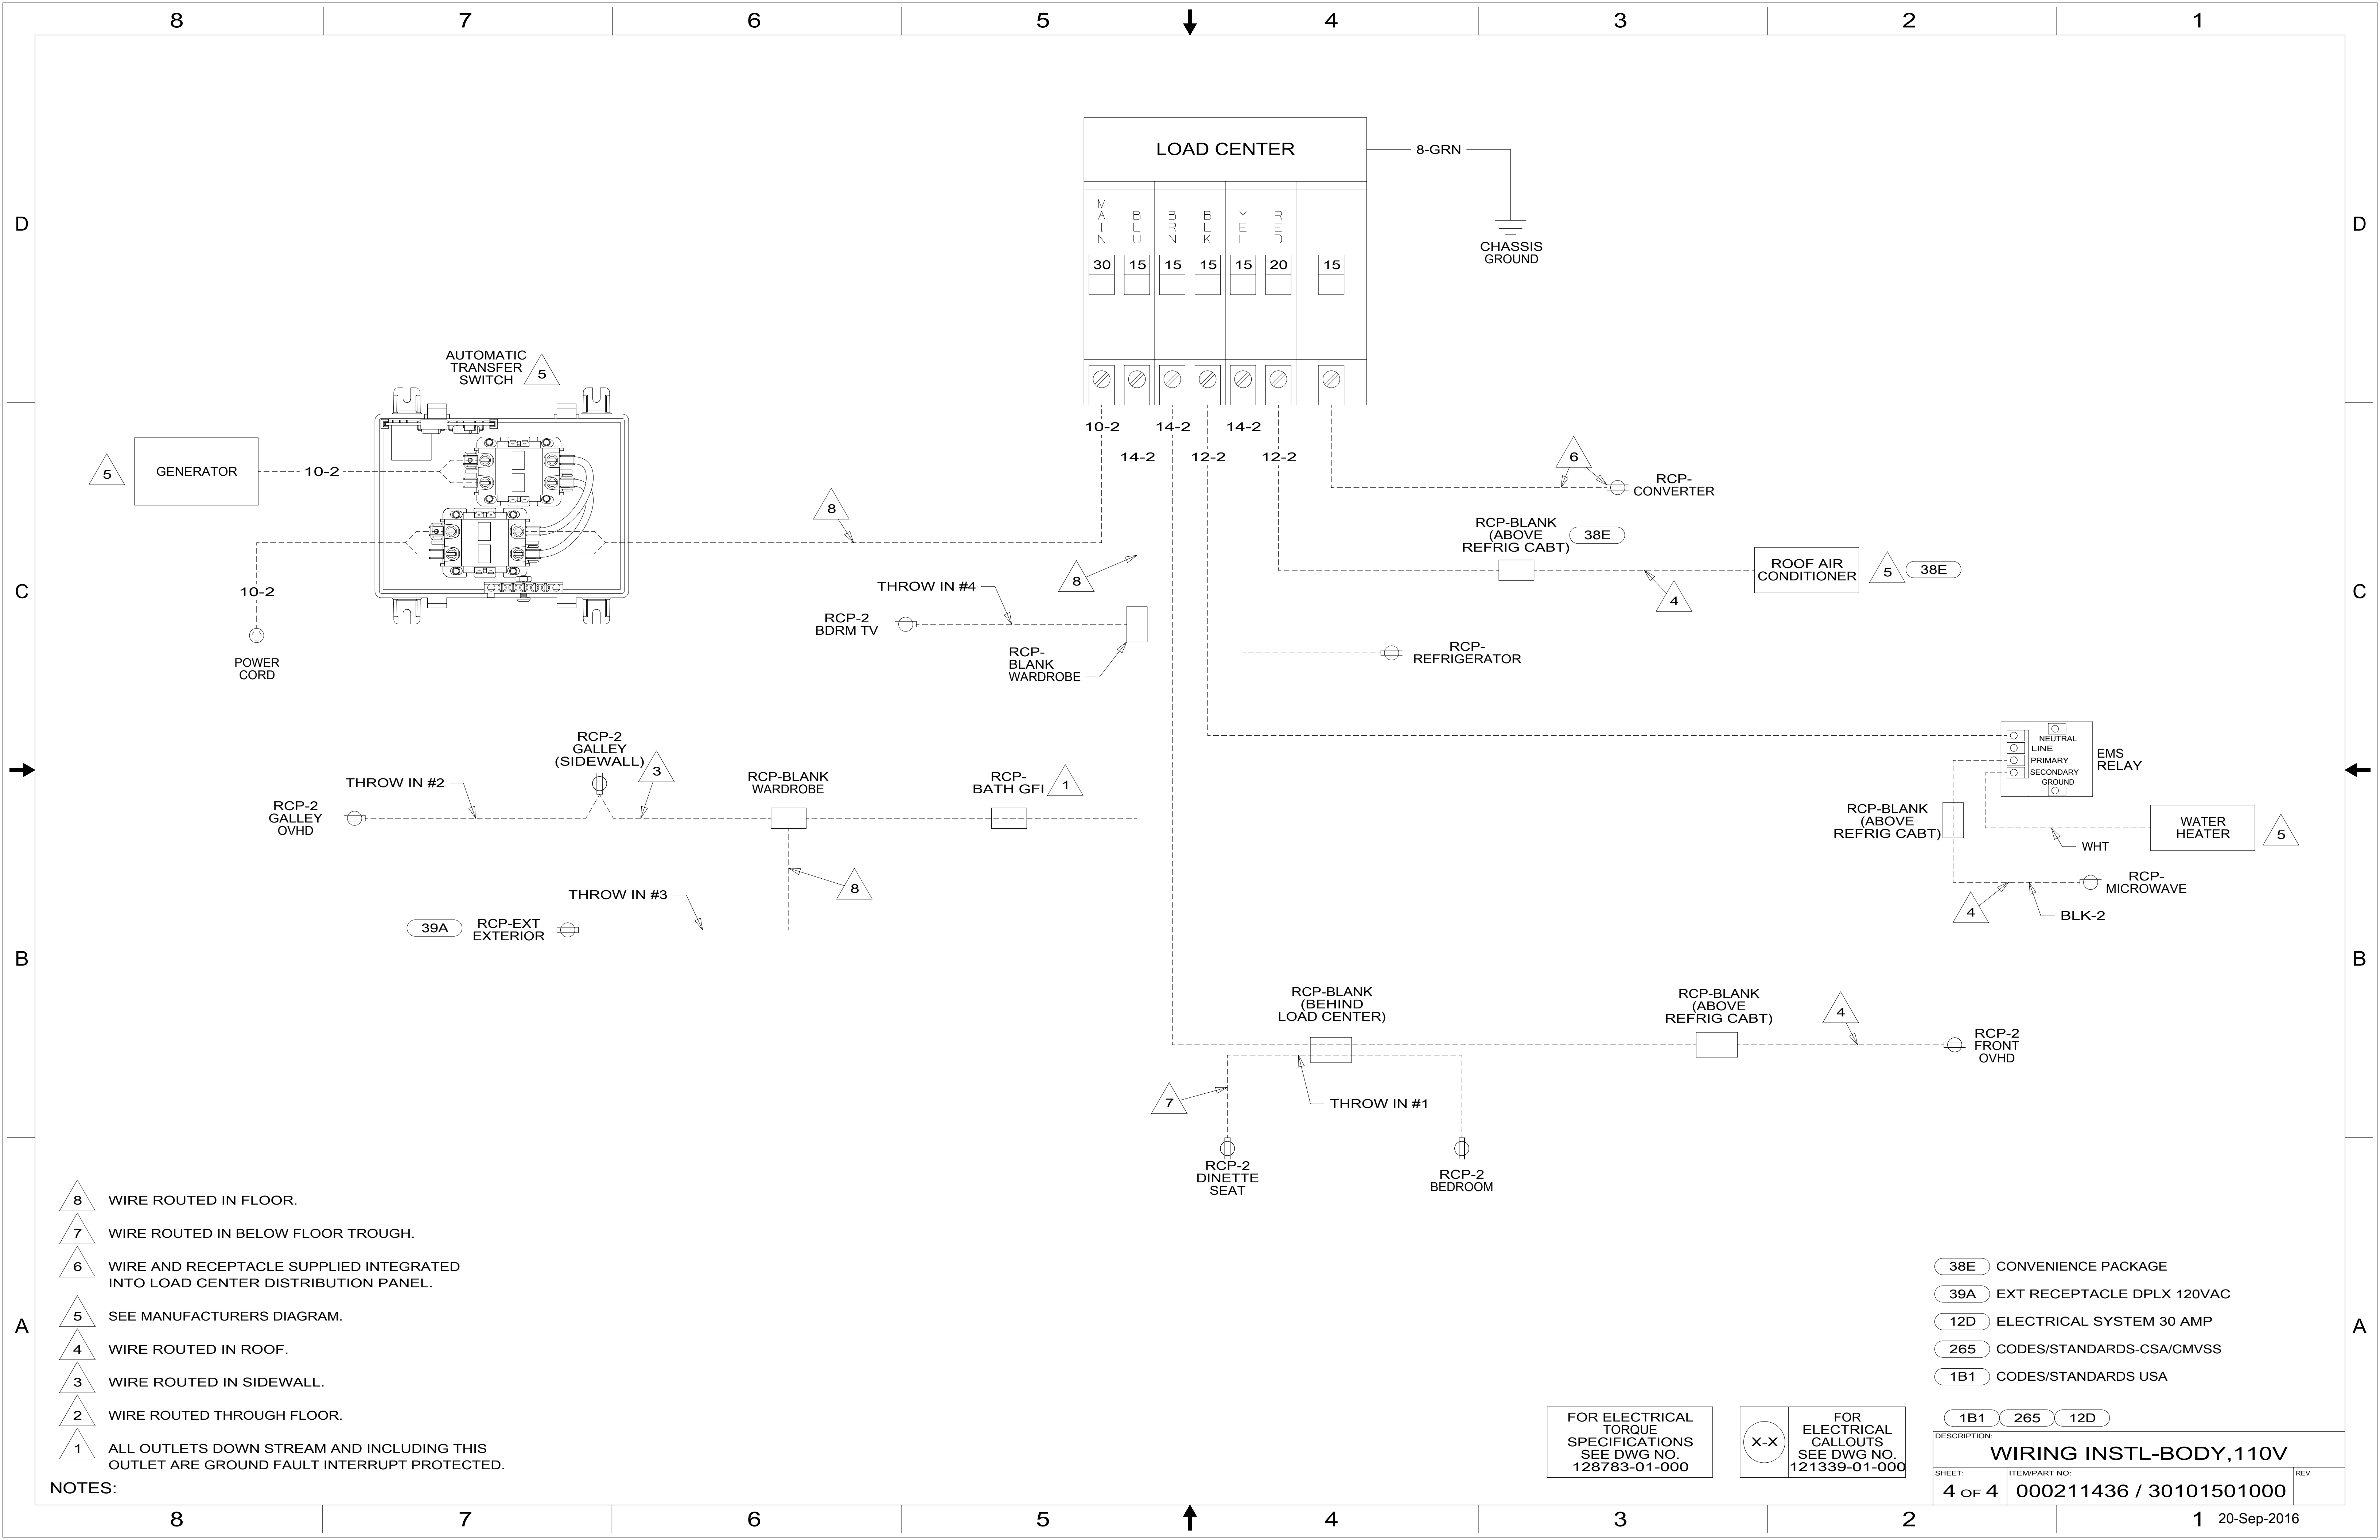 8 7 6 5 4 3 2 1
D D
LOAD CENTER
8-GRN
CHASSIS
GROUND
MAIN BLU BRN BLK YEL RED
30 15 15 15 15 20 15
10-2 14-2 14-2
14-2 12-2 12-2
AUTOMATIC
TRANSFER
SWITCH
5
5
GENERATOR
10-2
8
6
RCP-
CONVERTER
RCP-BLANK
(ABOVE
REFRIG CABT)
38E
ROOF AIR
CONDITIONER
5
38E
4
C C
10-2
POWER
CORD
8
THROW IN #4
RCP-2
BDRM TV
RCP-
BLANK
WARDROBE
RCP-
REFRIGERATOR
RCP-2
GALLEY
(SIDEWALL)
3
THROW IN #2
RCP-2
GALLEY
OVHD
RCP-BLANK
WARDROBE
RCP-
BATH GFI
1
NEUTRAL
LINE
PRIMARY
SECONDARY
GROUND
EMS
RELAY
RCP-BLANK
(ABOVE
REFRIG CABT)
WATER
HEATER
5
WHT
RCP-
MICROWAVE
4
BLK-2
8
THROW IN #3
39A
RCP-EXT
EXTERIOR
B B
RCP-BLANK
(BEHIND
LOAD CENTER)
RCP-BLANK
(ABOVE
REFRIG CABT)
4
RCP-2
FRONT
OVHD
7
THROW IN #1
RCP-2
DINETTE
SEAT
RCP-2
BEDROOM
A A
8 WIRE ROUTED IN FLOOR.
7 WIRE ROUTED IN BELOW FLOOR TROUGH.
6 WIRE AND RECEPTACLE SUPPLIED INTEGRATED
INTO LOAD CENTER DISTRIBUTION PANEL.
5 SEE MANUFACTURERS DIAGRAM.
4 WIRE ROUTED IN ROOF.
3 WIRE ROUTED IN SIDEWALL.
2 WIRE ROUTED THROUGH FLOOR.
1 ALL OUTLETS DOWN STREAM AND INCLUDING THIS
OUTLET ARE GROUND FAULT INTERRUPT PROTECTED.
NOTES:
38E CONVENIENCE PACKAGE
39A EXT RECEPTACLE DPLX 120VAC
12D ELECTRICAL SYSTEM 30 AMP
265 CODES/STANDARDS-CSA/CMVSS
1B1 CODES/STANDARDS USA
1B1 265 12D
FOR ELECTRICAL
TORQUE
SPECIFICATIONS
SEE DWG NO.
128783-01-000
X-X
FOR
ELECTRICAL
CALLOUTS
SEE DWG NO.
121339-01-000
DESCRIPTION:
WIRING INSTL-BODY,110V
SHEET:
4 OF 4
ITEM/PART NO:
000211436 / 30101501000
REV
8 7 6 5 4 3 2 1
20-Sep-2016